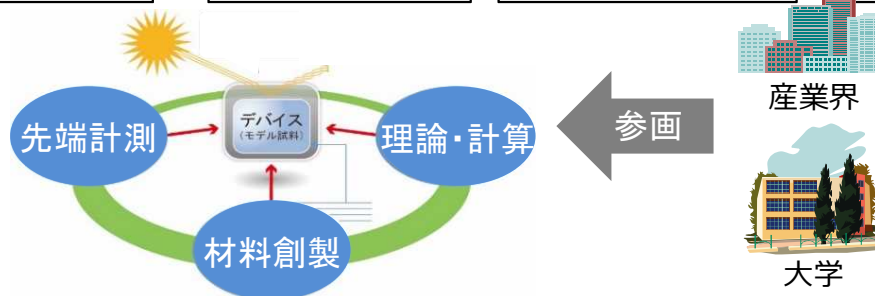 デバイス
(モデル試料)
先端計測
理論・計算
材料創製
参画
産業界
大学